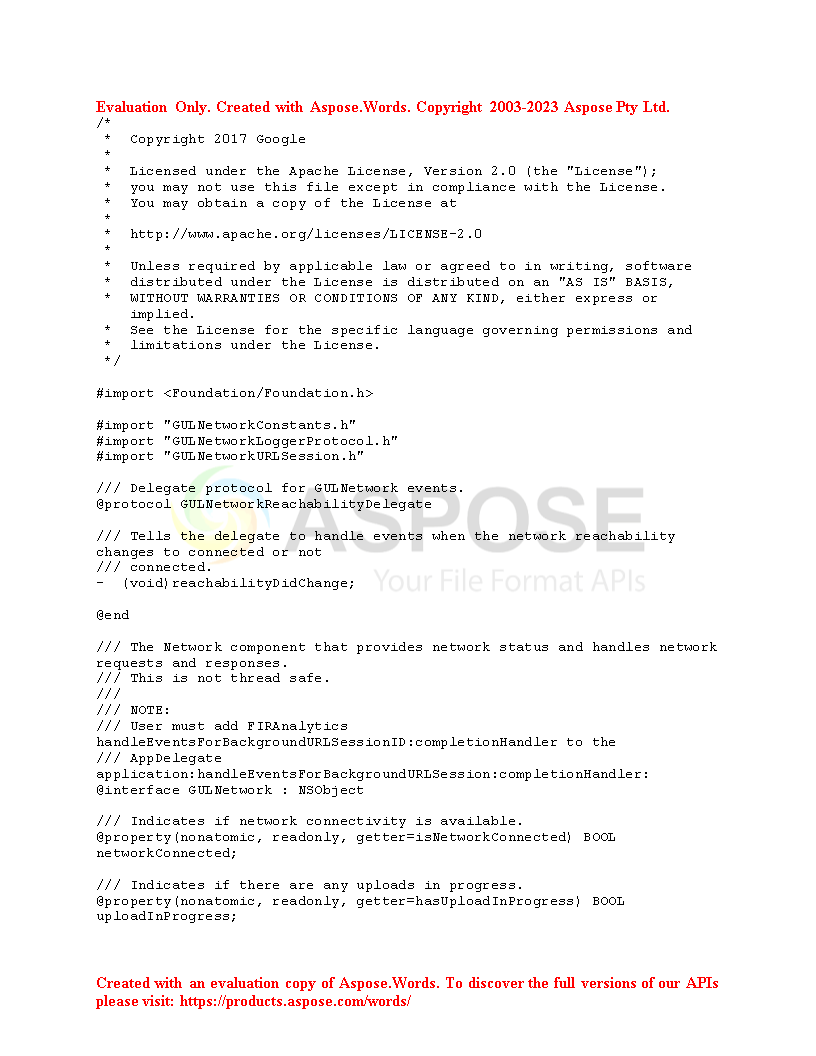 Evaluation Only. Created with Aspose.Words. Copyright 2003-2023 Aspose Pty Ltd.
/*
 *  Copyright 2017 Google
 *
 *  Licensed under the Apache License, Version 2.0 (the "License");
 *  you may not use this file except in compliance with the License.
 *  You may obtain a copy of the License at
 *
 *  http://www.apache.org/licenses/LICENSE-2.0
 *
 *  Unless required by applicable law or agreed to in writing, software
 *  distributed under the License is distributed on an "AS IS" BASIS,
 *  WITHOUT WARRANTIES OR CONDITIONS OF ANY KIND, either express or
    implied.
 *  See the License for the specific language governing permissions and
 *  limitations under the License.
 */

#import <Foundation/Foundation.h>

#import "GULNetworkConstants.h"
#import "GULNetworkLoggerProtocol.h"
#import "GULNetworkURLSession.h"

/// Delegate protocol for GULNetwork events.
@protocol GULNetworkReachabilityDelegate
ASPOSE

/// Tells the delegate to handle events when the network reachability
changes to connected or not
/// connected.
-  (void)reachabilityDidChange;
Your File Format APIs

@end

/// The Network component that provides network status and handles network
requests and responses.
/// This is not thread safe.
///
/// NOTE:
/// User must add FIRAnalytics
handleEventsForBackgroundURLSessionID:completionHandler to the
/// AppDelegate
application:handleEventsForBackgroundURLSession:completionHandler:
@interface GULNetwork : NSObject

/// Indicates if network connectivity is available.
@property(nonatomic, readonly, getter=isNetworkConnected) BOOL
networkConnected;

/// Indicates if there are any uploads in progress.
@property(nonatomic, readonly, getter=hasUploadInProgress) BOOL
uploadInProgress;

Created with an evaluation copy of Aspose.Words. To discover the full versions of our APIs
please visit: https://products.aspose.com/words/